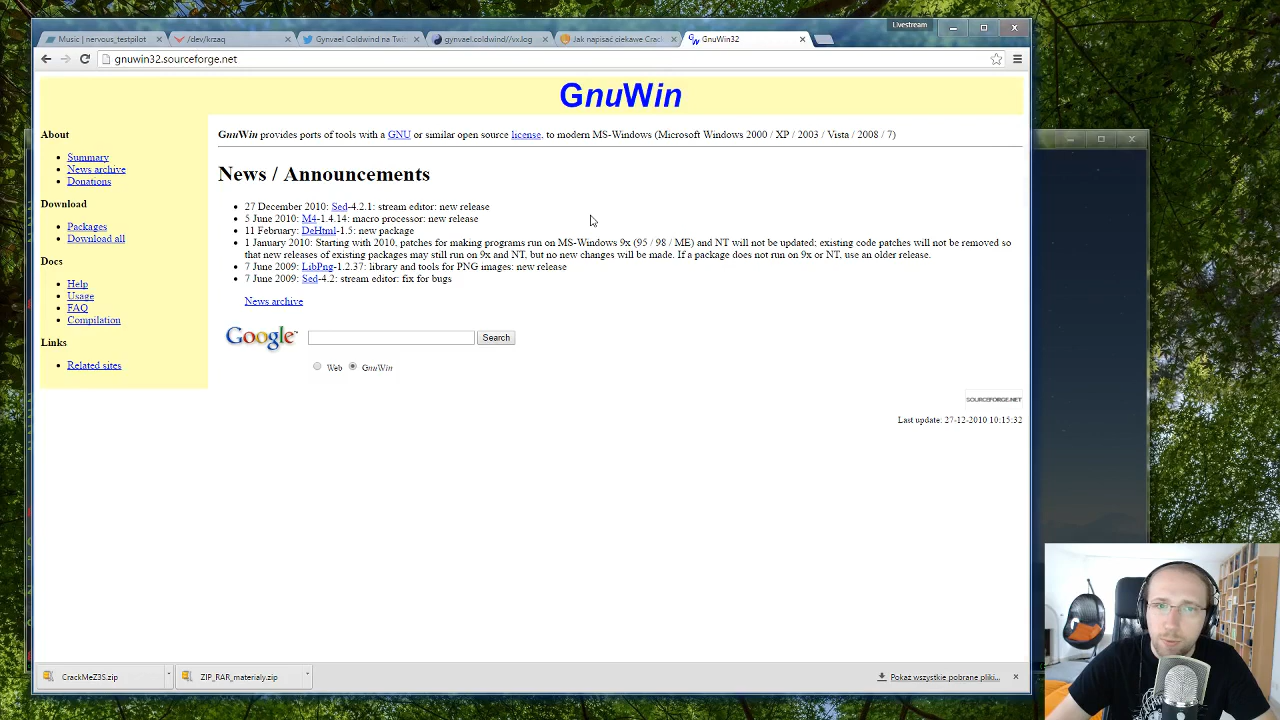 Livestream
Music | nervous_testpilot
/dev/krzaq
Gynvael Coldwind na Twi
gynvael.coldwind//vx.log
Jak napisać ciekawe Crac
GnuWin32
gnuwin32.sourceforge.net
GnuWin
About
Summary
News archive
Donations
Download
Packages
Download all
Docs
Help
Usage
FAQ
Compilation
Links
Related sites
GnuWin provides ports of tools with a GNU or similar open source license, to modern MS-Windows (Microsoft Windows 2000 / XP / 2003 / Vista / 2008 / 7)
News / Announcements
27 December 2010: Sed-4.2.1: stream editor: new release
5 June 2010: M4-1.4.14: macro processor: new release
11 February: DeHtml-1.5: new package
1 January 2010: Starting with 2010, patches for making programs run on MS-Windows 9x (95 / 98 / ME) and NT will not be updated: existing code patches will not be removed so
that new releases of existing packages may still run on 9x and NT, but no new changes will be made. If a package does not run on 9x or NT, use an older release.
7 June 2009: LibPng-1.2.37: library and tools for PNG images: new release
7 June 2009: Sed-4.2: stream editor: fix for bugs
News archive
Google™
Search
Web GnuWin
SOURCEFORGE.NET
Last update: 27-12-2010 10:15:32
CrackMeZ3S.zip
ZIP_RAR_materialy.zip
Pokaż wszystkie pobrane pliki...